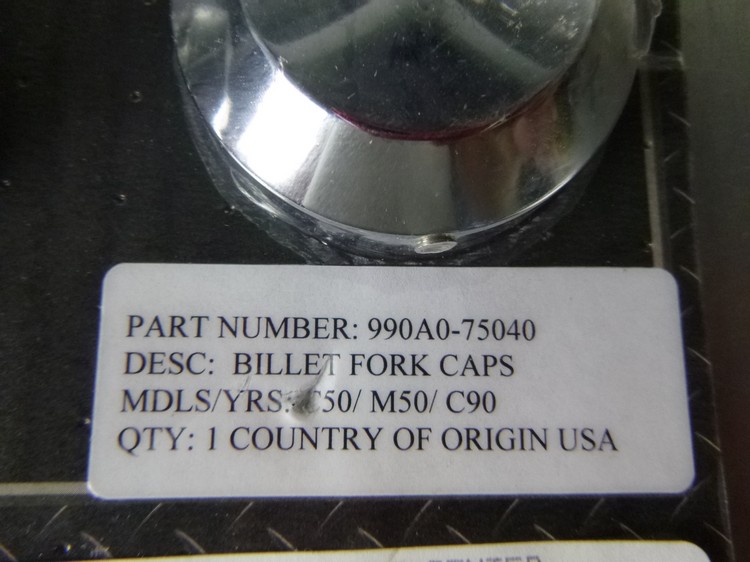 PART NUMBER: 990A0-75040
DESC: BILLET FORK CAPS
MDLS/YRS: C50/ M50/ C90
QTY: 1 COUNTRY OF ORIGIN USA